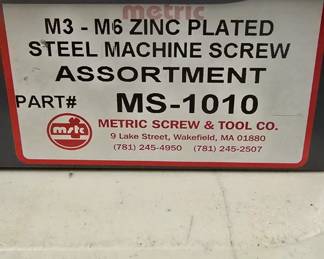 metric
M3 - M6 ZINC PLATED
STEEL MACHINE SCREW
ASSORTMENT
PART# MS-1010
mstc
METRIC SCREW & TOOL CO.
9 Lake Street, Wakefield, MA 01880
(781) 245-4950 (781) 245-2507